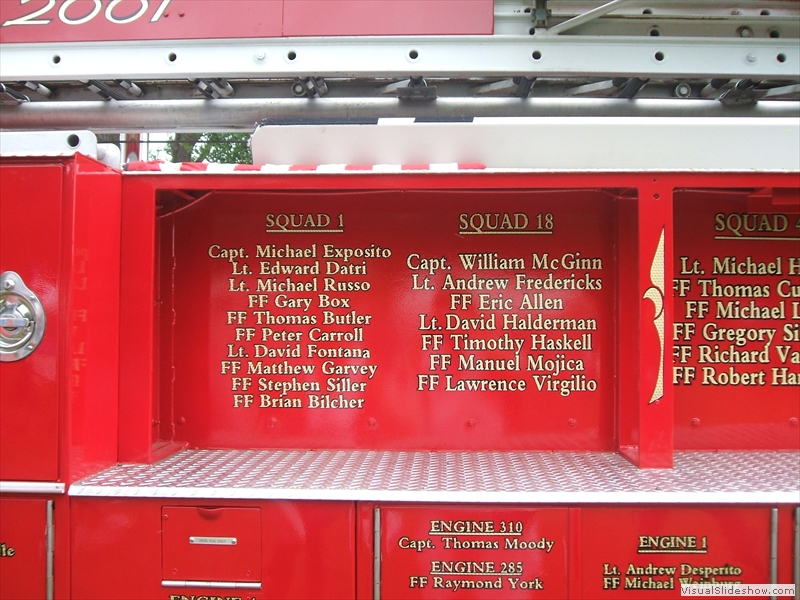 2001
SQUAD 1
Capt. Michael Exposito
Lt. Edward Datri
Lt. Michael Russo
FF Gary Box
FF Thomas Butler
FF Peter Carroll
Lt. David Fontana
FF Matthew Garvey
FF Stephen Siller
FF Brian Bilcher
SQUAD 18
Capt. William McGinn
Lt. Andrew Fredericks
FF Eric Allen
Lt. David Halderman
FF Timothy Haskell
FF Manuel Mojica
FF Lawrence Virgilio
SQUAD
Lt. Michael
FF Thomas
FF Michael
FF Gregory
FF Richard
FF Robert
ENGINE 310
Capt. Thomas Moody
ENGINE 285
FF Raymond York
ENGINE 1
Lt. Andrew Desperito
FF Michael Weinburg
VisualSlideshow.com